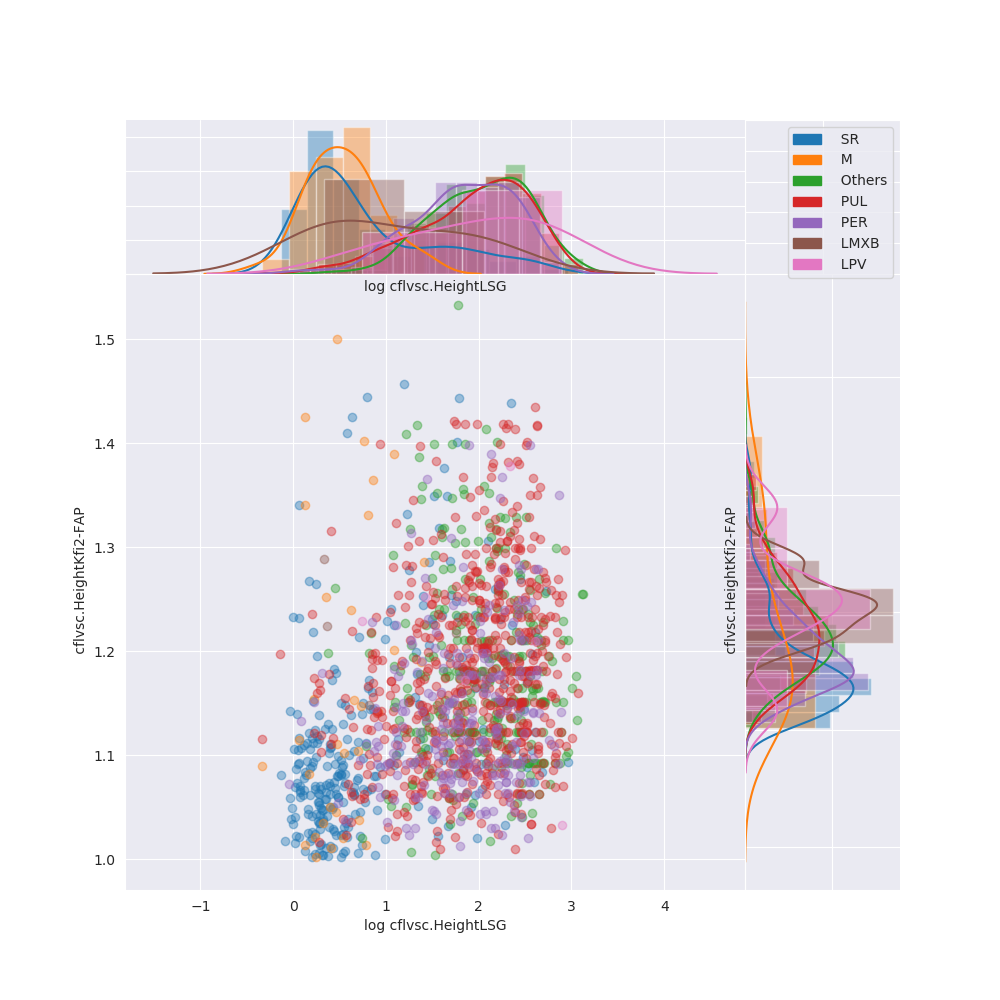 SR
M
Others
PUL
PER
LMXB
LPV
log cflvsc.HeightLSG
1.5
1.4
1.3
1.2
1.1
1.0
cflvsc.HeightKfi2-FAP
cflvsc.HeightKfi2-FAP
−1 0 1 2 3 4
log cflvsc.HeightLSG